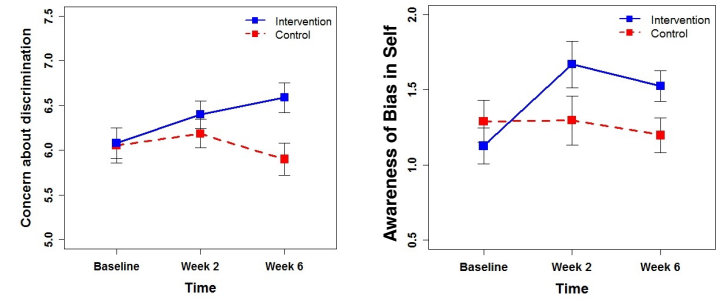 Concern about discrimination
7.5
7.0
6.5
6.0
5.5
5.0
Intervention
Control
Baseline Week 2 Week 6
Time
Awareness of Bias in Self
2.0
1.5
1.0
0.5
Intervention
Control
Baseline Week 2 Week 6
Time